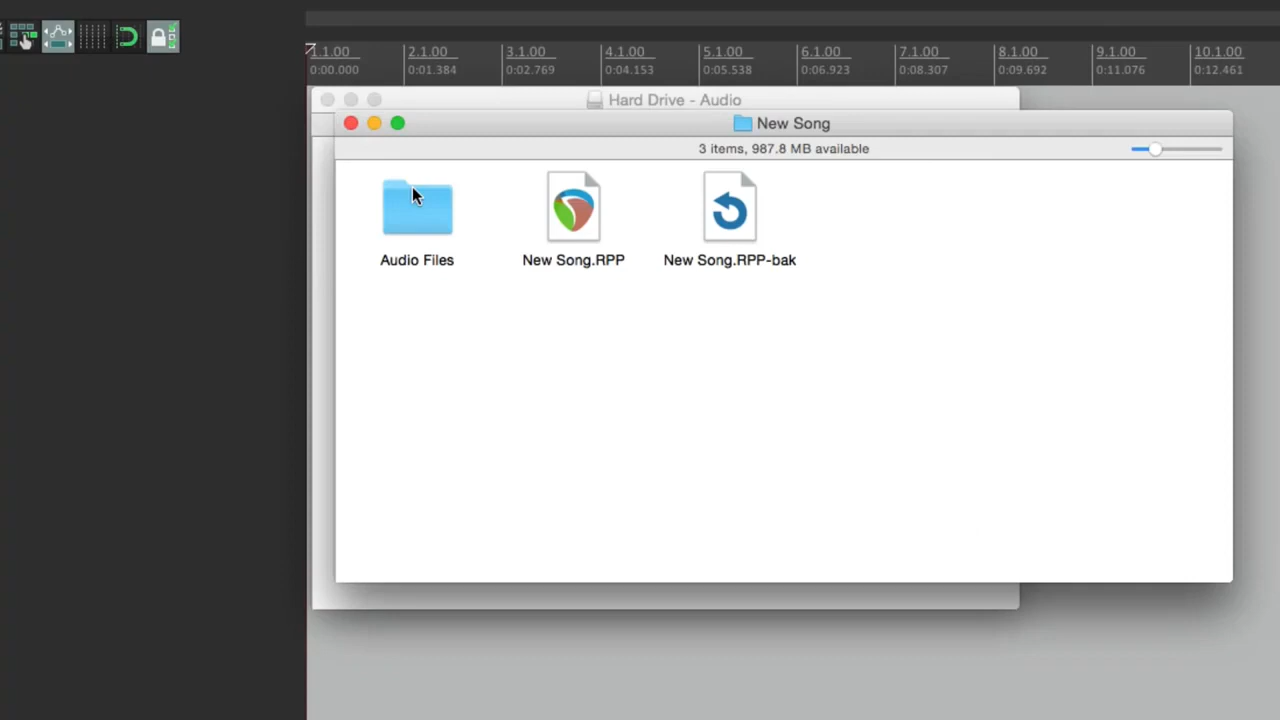 1.1.00 2.1.00 3.1.00 4.1.00 5.1.00 6.1.00 7.1.00 8.1.00 9.1.00 10.1.00
0:00.000 0:01.384 0:02.769 0:04.153 0:05.538 0:06.923 0:08.307 0:09.692 0:11.076 0:12.461
Hard Drive - Audio
New Song
3 items, 987.8 MB available
Audio Files New Song.RPP New Song.RPP-bak